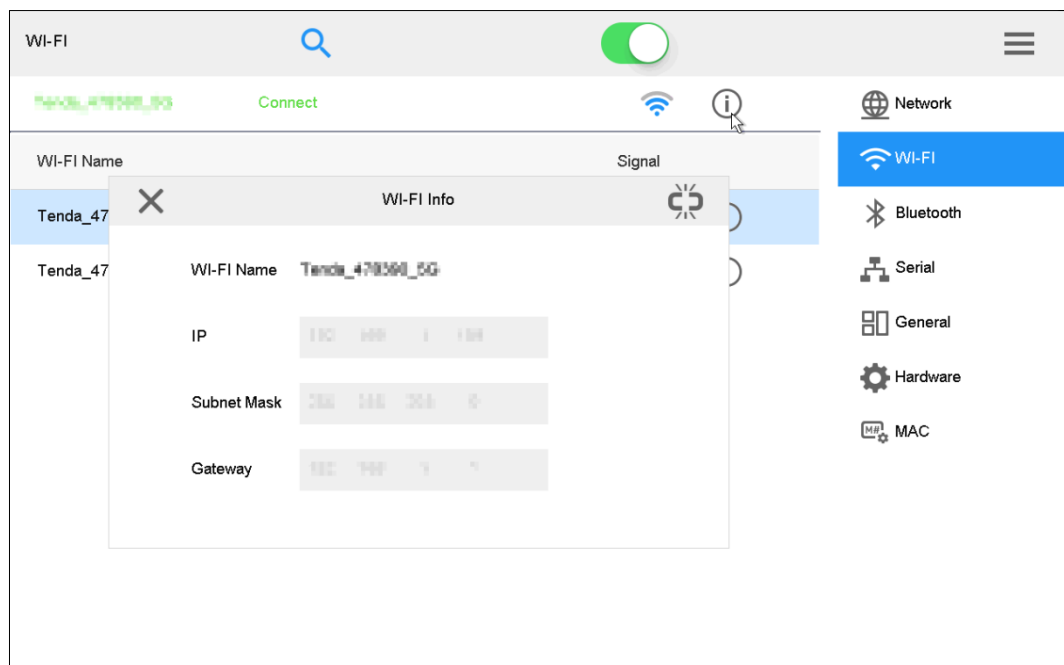 WI-FI
Connect
Network
WI-FI Name
Signal
WI-FI
WI-FI Info
Tenda_47
Bluetooth
Tenda_47
WI-FI Name
Serial
IP
General
Hardware
Subnet Mask
M#
MAC
Gateway